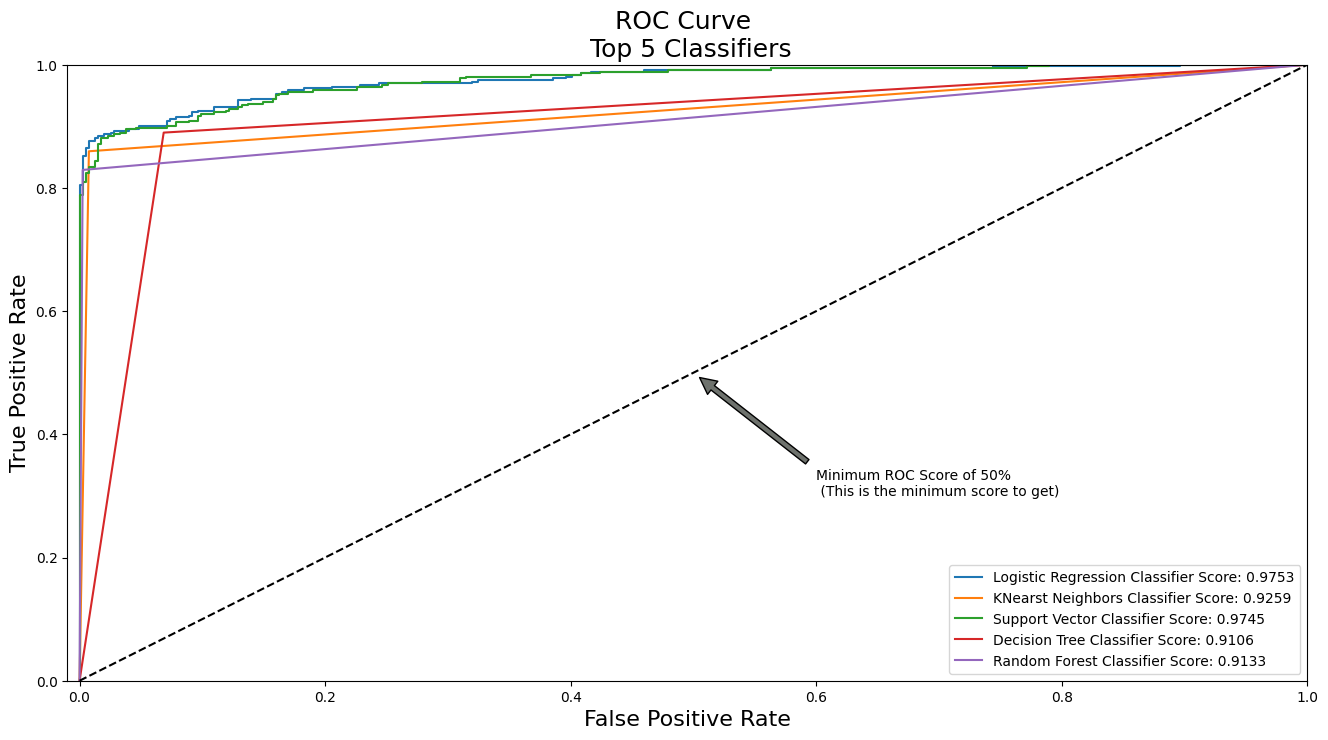 ROC Curve
Top 5 Classifiers
True Positive Rate
1.0
0.8
0.6
0.4
0.2
0.0
Minimum ROC Score of 50%
(This is the minimum score to get)
Logistic Regression Classifier Score: 0.9753
KNearst Neighbors Classifier Score: 0.9259
Support Vector Classifier Score: 0.9745
Decision Tree Classifier Score: 0.9106
Random Forest Classifier Score: 0.9133
0.0 0.2 0.4 0.6 0.8 1.0
False Positive Rate